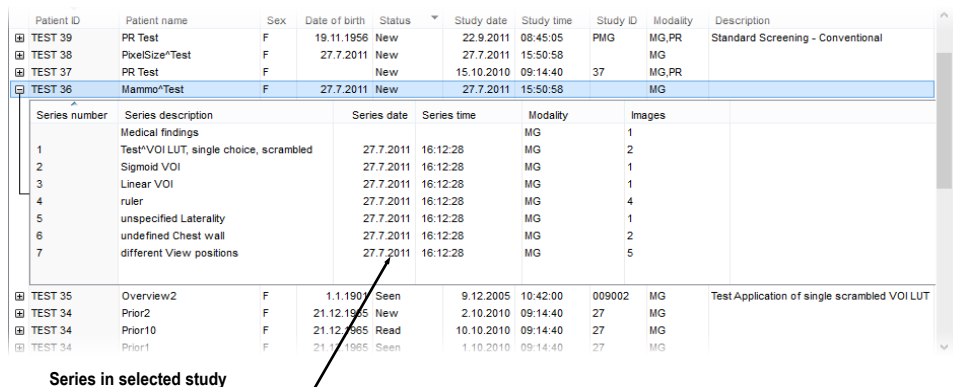 Patient ID Patient name Sex Date of birth Status Study date Study time Study ID Modality Description
TEST 39 PR Test F 19.11.1956 New 22.9.2011 08:45:05 PMG MG,PR Standard Screening - Conventional
TEST 38 PixelSize^Test F 27.7.2011 New 27.7.2011 15:50:58 MG
TEST 37 PR Test F New 15.10.2010 09:14:40 37 MG,PR
TEST 36 Mammo^Test F 27.7.2011 New 27.7.2011 15:50:58 MG
Series number Series description Series date Series time Modality Images
Medical findings MG 1
1 Test^VOI LUT, single choice, scrambled 27.7.2011 16:12:28 MG 2
2 Sigmoid VOI 27.7.2011 16:12:28 MG 1
3 Linear VOI 27.7.2011 16:12:28 MG 1
4 ruler 27.7.2011 16:12:28 MG 4
5 unspecified Laterality 27.7.2011 16:12:28 MG 1
6 undefined Chest wall 27.7.2011 16:12:28 MG 2
7 different View positions 27.7.2011 16:12:28 MG 5
TEST 35 Overview2 F 1.1.1901 Seen 9.12.2005 10:42:00 009002 MG Test Application of single scrambled VOI LUT
TEST 34 Prior2 F 21.12.1965 New 2.10.2010 09:14:40 27 MG
TEST 34 Prior10 F 21.12.1965 Read 10.10.2010 09:14:40 27 MG
TEST 34 Prior1 F 21.12.1965 Seen 1.10.2010 09:14:40 27 MG
Series in selected study